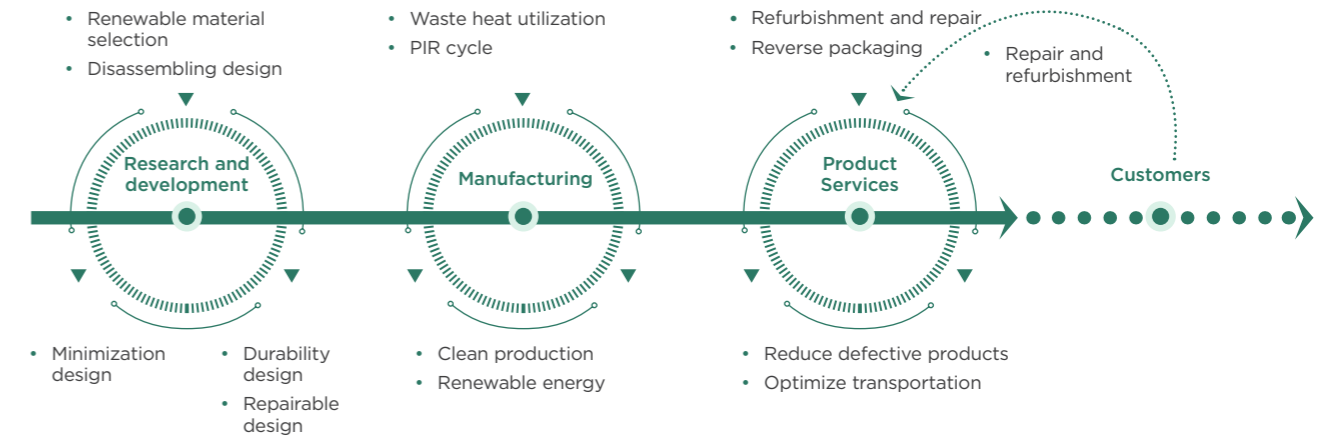 • Renewable material
selection
• Disassembling design
• Waste heat utilization
• PIR cycle
• Refurbishment and repair
• Reverse packaging
• Repair and
refurbishment
Research and
development
Manufacturing
Product
Services
Customers
• Minimization
design
• Durability
design
• Repairable
design
• Clean production
• Renewable energy
• Reduce defective products
• Optimize transportation